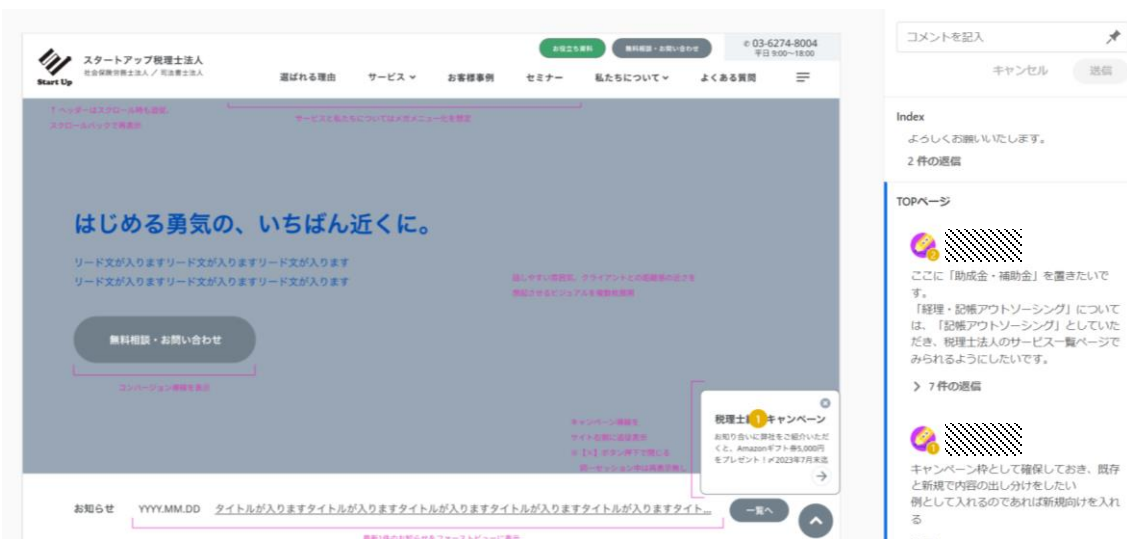 スタートアップ税理士法人
社会保険労務士法人 / 司法書士法人
Start Up
お役立ち資料
無料相談・お問い合わせ
✆ 03-6274-8004
平日 9:00〜18:00
選ばれる理由
サービス
お客様事例
セミナー
私たちについて
よくある質問
↑ ヘッダーはスクロール時も追従、
スクロールバックで再表示
サービスと私たちについてはメガメニュー化を想定
はじめる勇気の、いちばん近くに。
リード文が入りますリード文が入りますリード文が入ります
リード文が入りますリード文が入りますリード文が入ります
話しやすい雰囲気、クライアントとの距離感の近さを
想起させるビジュアルを複数枚展開
無料相談・お問い合わせ
コンバージョン導線を表示
キャンペーン情報を
サイト右側に追従表示
※【×】ボタン押下で閉じる
同一セッション中は再表示無し
税理士
1
キャンペーン
お知り合いに弊社をご紹介いただ
くと、Amazonギフト券5,000円
をプレゼント！〆2023年7月末迄
お知らせ
YYYY.MM.DD
タイトルが入りますタイトルが入りますタイトルが入りますタイトルが入りますタイトルが入りますタイト...
一覧へ
最新1件のお知らせをファーストビューに表示
コメントを記入
キャンセル
送信
Index
よろしくお願いいたします。
2 件の返信
TOPページ
2
ここに「助成金・補助金」を置きたいで
す。
「経理・記帳アウトソーシング」について
は、「記帳アウトソーシング」としていた
だき、税理士法人のサービス一覧ページで
みられるようにしたいです。
7 件の返信
1
キャンペーン枠として確保しておき、既存
と新規で内容の出し分けをしたい
例として入れるのであれば新規向けを入れ
る